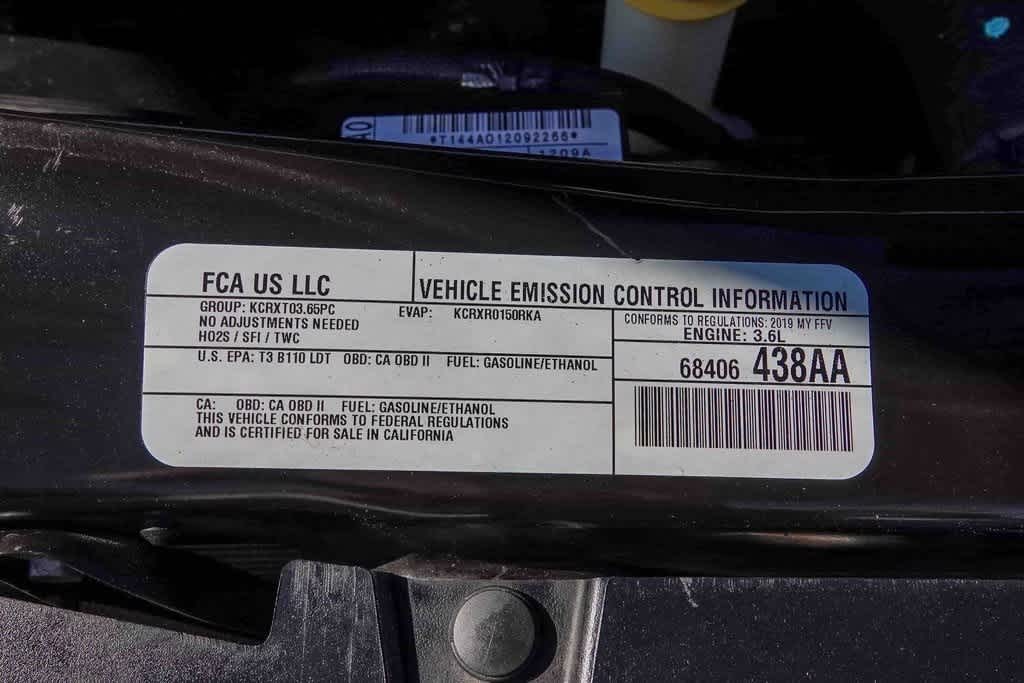 *T144A012092266*
1209A
FCA US LLC
VEHICLE EMISSION CONTROL INFORMATION
GROUP: KCRXT03.65PC EVAP: KCRXR0150RKA
NO ADJUSTMENTS NEEDED
HO2S / SFI / TWC
CONFORMS TO REGULATIONS: 2019 MY FFV
ENGINE: 3.6L
U.S. EPA: T3 B110 LDT OBD: CA OBD II FUEL: GASOLINE/ETHANOL
68406 438AA
CA: OBD: CA OBD II FUEL: GASOLINE/ETHANOL
THIS VEHICLE CONFORMS TO FEDERAL REGULATIONS
AND IS CERTIFIED FOR SALE IN CALIFORNIA